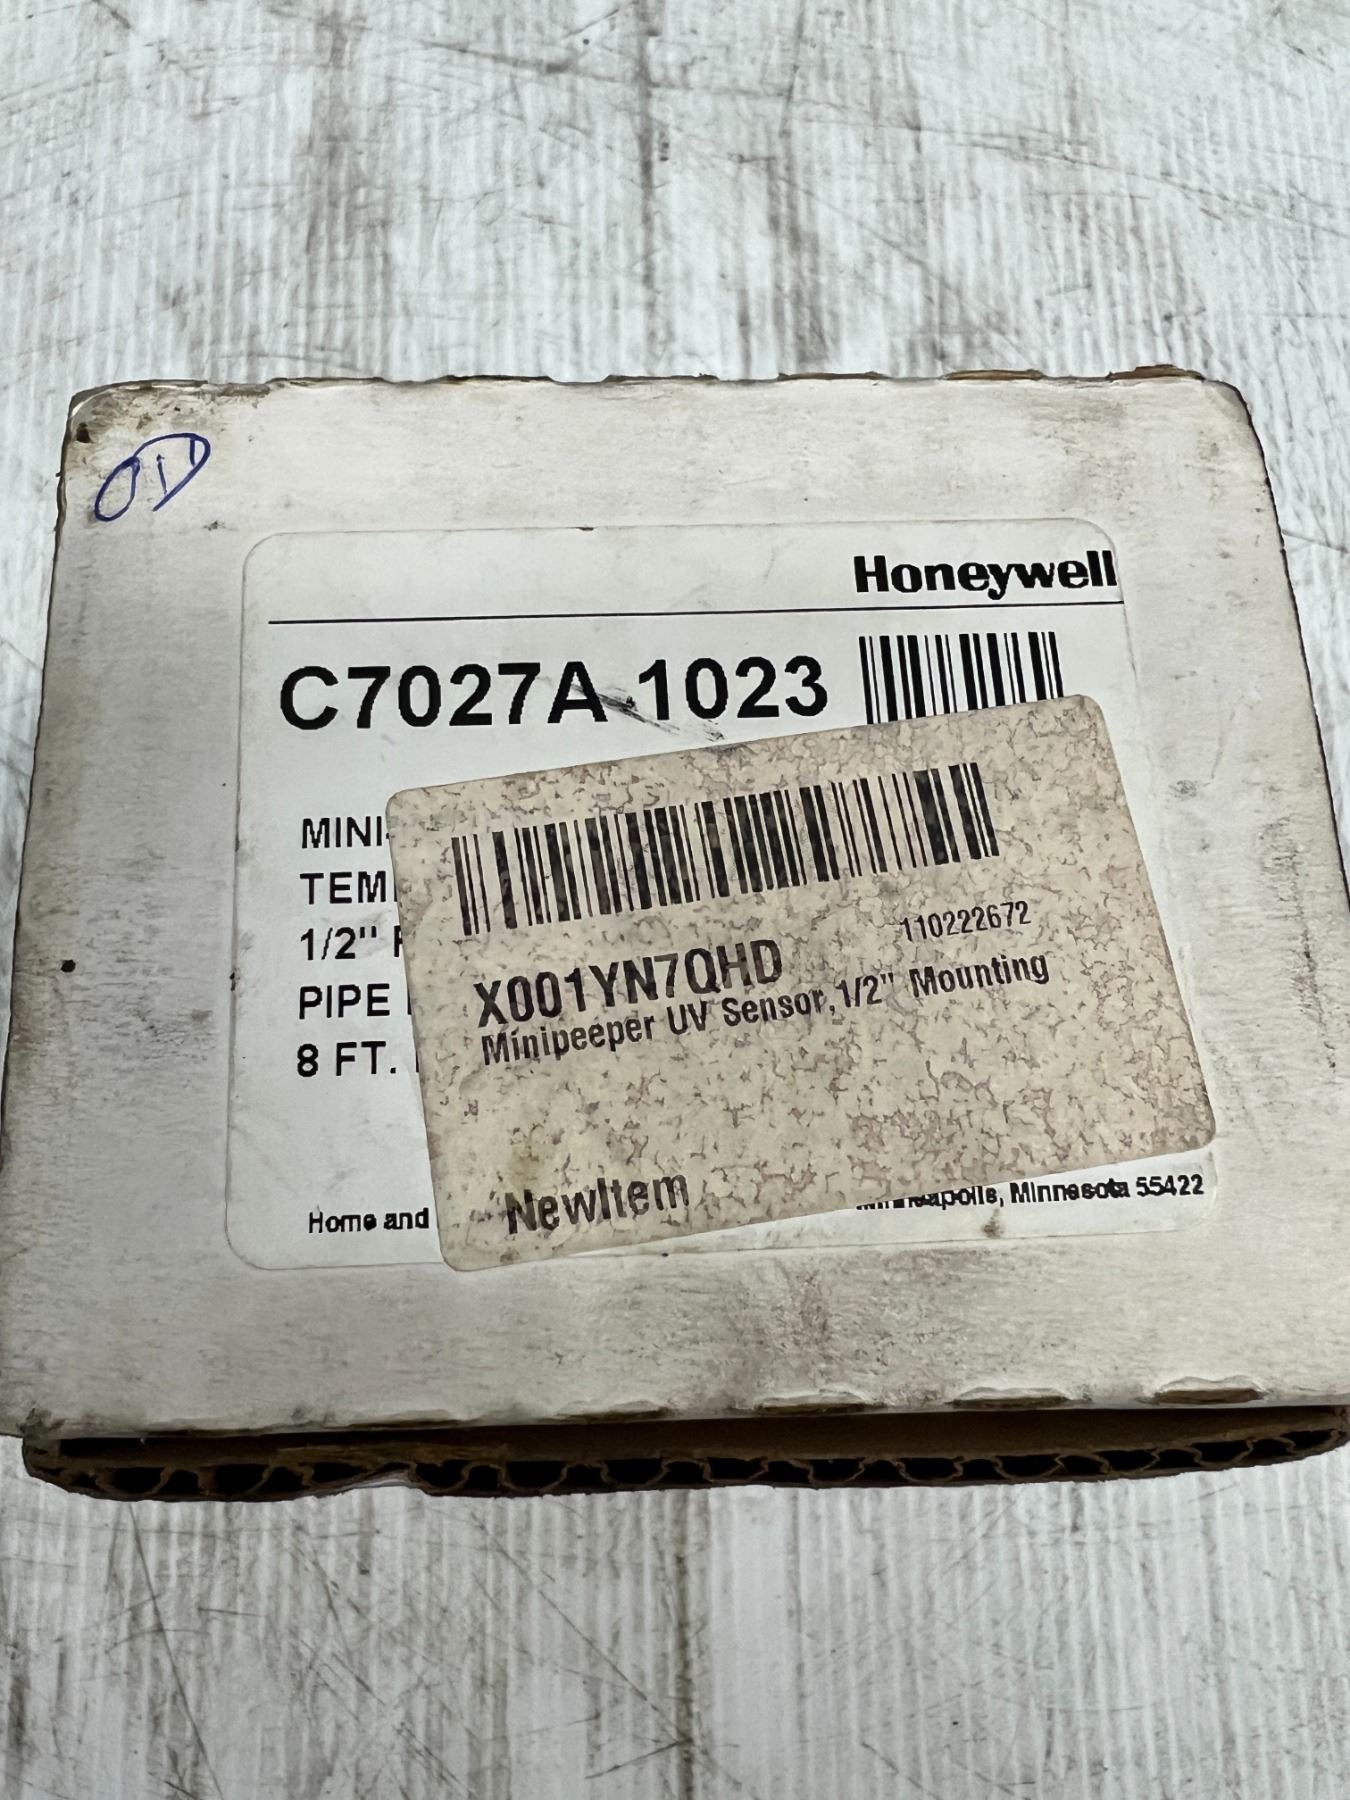 Honeywell
C7027A 1023
MINI-
TEM
1/2"
PIPE
8 FT.
110222672
X001YN7QHD
Minipeeper UV Sensor,1/2" Mounting
NewItem
Home and
Minneapolis, Minnesota 55422